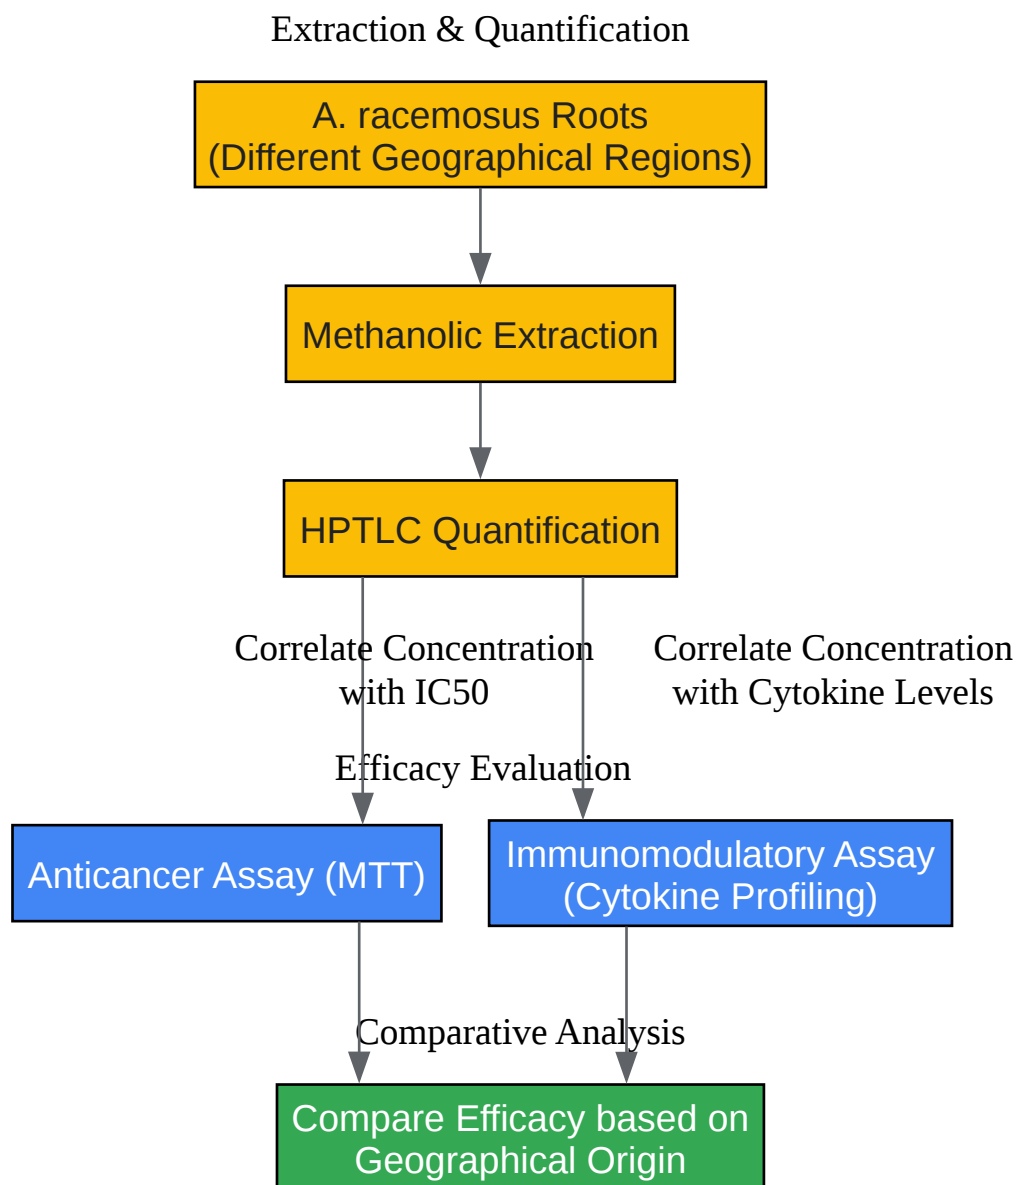 Extraction & Quantification
A. racemosus Roots
(Different Geographical Regions)
Methanolic Extraction
HPTLC Quantification
Correlate Concentration
with IC50
Correlate Concentration
with Cytokine Levels
Efficacy Evaluation
Anticancer Assay (MTT)
Immunomodulatory Assay
(Cytokine Profiling)
Comparative Analysis
Compare Efficacy based on
Geographical Origin